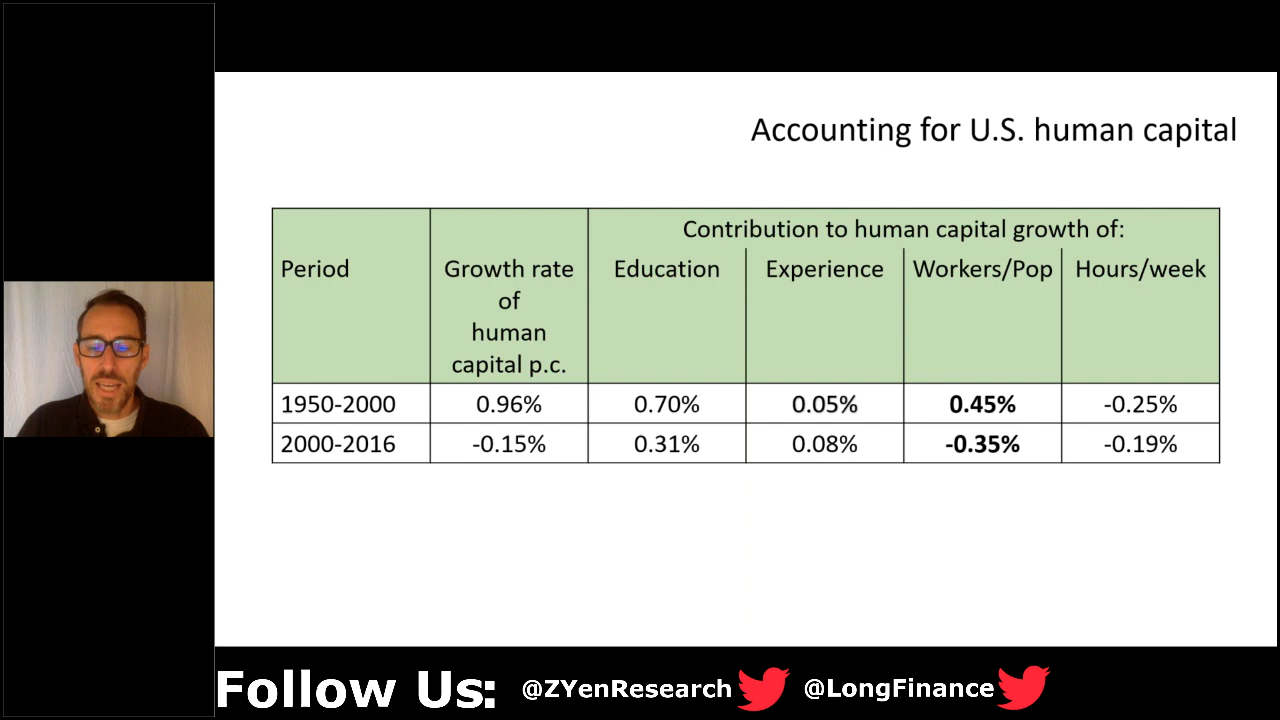 Accounting for U.S. human capital
Contribution to human capital growth of:
Period
Growth rate
of
human
capital p.c.
Education
Experience
Workers/Pop
Hours/week
1950-2000 0.96% 0.70% 0.05% 0.45% -0.25%
2000-2016 -0.15% 0.31% 0.08% -0.35% -0.19%
Follow Us: @ZYenResearch @LongFinance